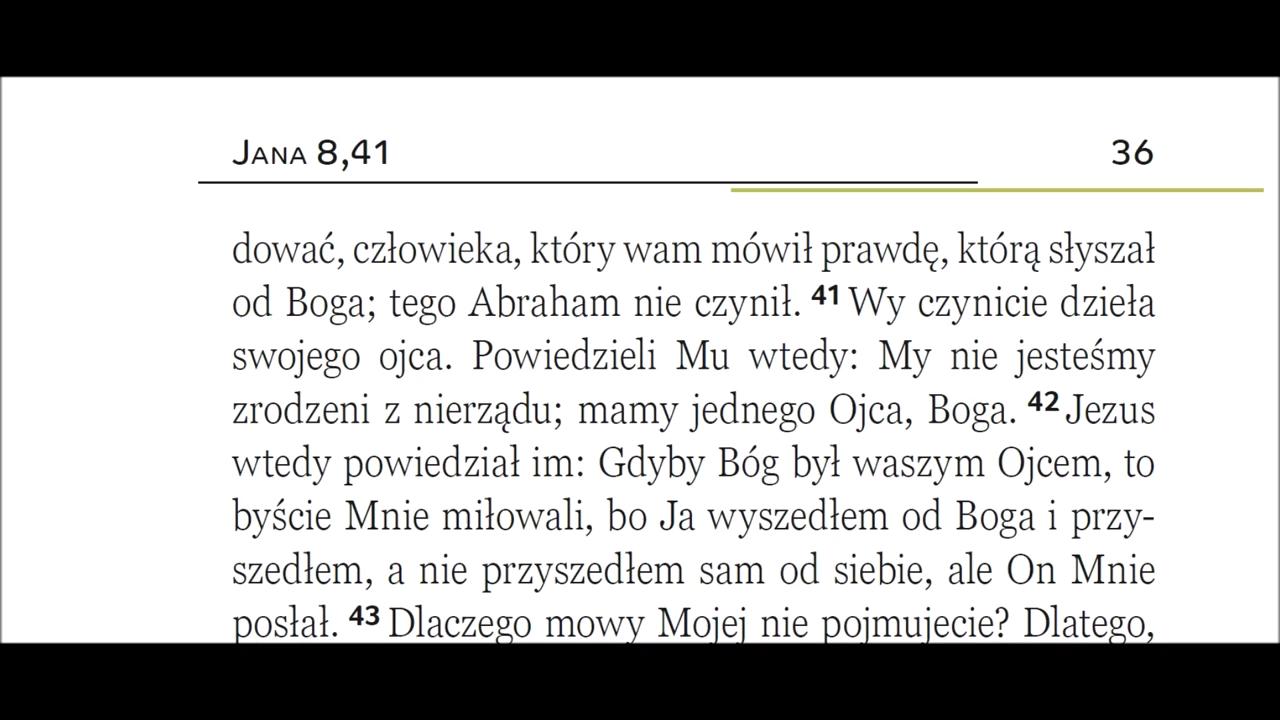 Jana 8,41 36
dować, człowieka, który wam mówił prawdę, którą słyszał
od Boga; tego Abraham nie czynił. 41 Wy czynicie dzieła
swojego ojca. Powiedzieli Mu wtedy: My nie jesteśmy
zrodzeni z nierządu; mamy jednego Ojca, Boga. 42 Jezus
wtedy powiedział im: Gdyby Bóg był waszym Ojcem, to
byście Mnie miłowali, bo Ja wyszedłem od Boga i przy-
szedłem, a nie przyszedłem sam od siebie, ale On Mnie
posłał. 43 Dlaczego mowy Mojej nie pojmujecie? Dlatego,